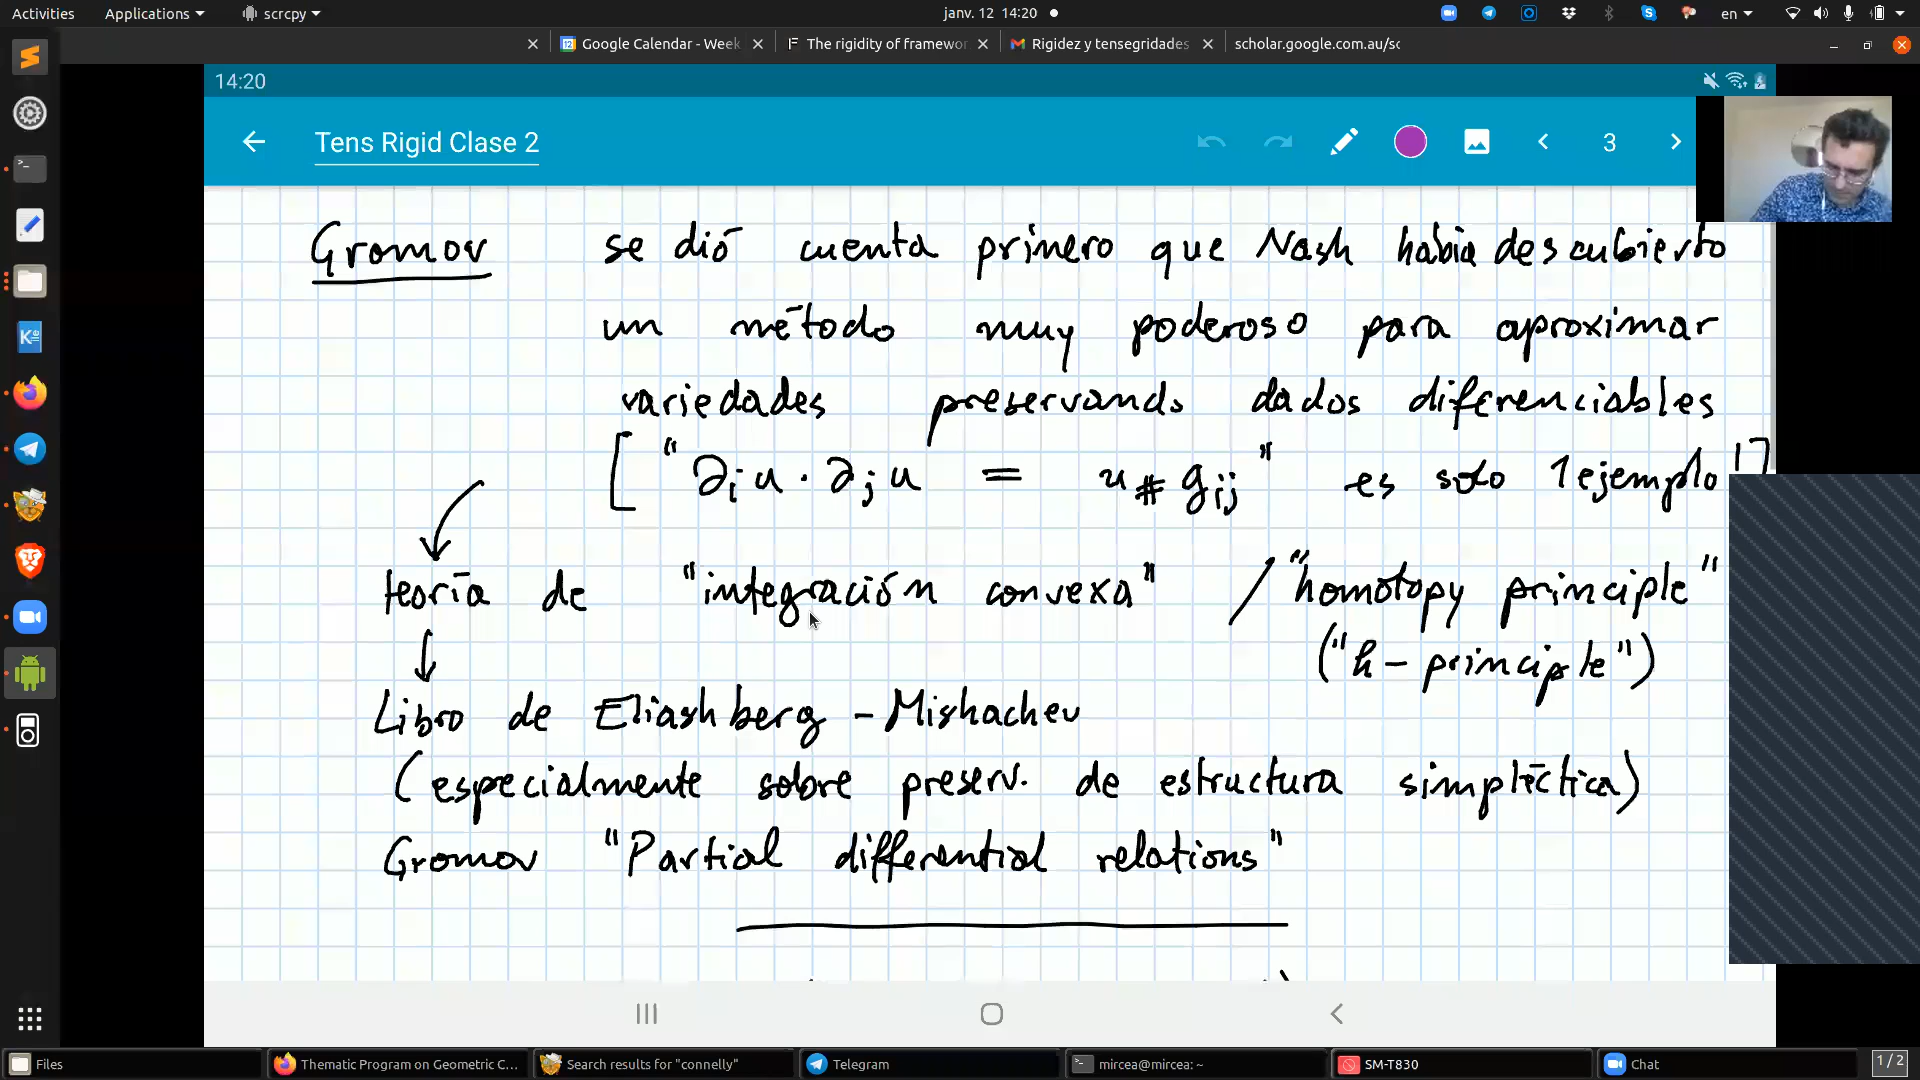 Activities Applications scrcpy janv. 12 14:20 en
Google Calendar - Week The rigidity of framewor Rigidez y tensegridades scholar.google.com.au/sc
14:20
Tens Rigid Clase 2 3
Gromov se dió cuenta primero que Nash había descubierto
un método muy poderoso para aproximar
variedades preservando dados diferenciables
["∂ᵢu · ∂ⱼu = u_# g_ij" es solo 1 ejemplo!]
teoría de "integración convexa" / "homotopy principle"
("h-principle")
Libro de Eliashberg - Mishachev
(especialmente sobre preserv. de estructura simpléctica)
Gromov "Partial differential relations"
Files Thematic Program on Geometric C... Search results for "connelly" Telegram mircea@mircea: ~ SM-T830 Chat 1 / 2